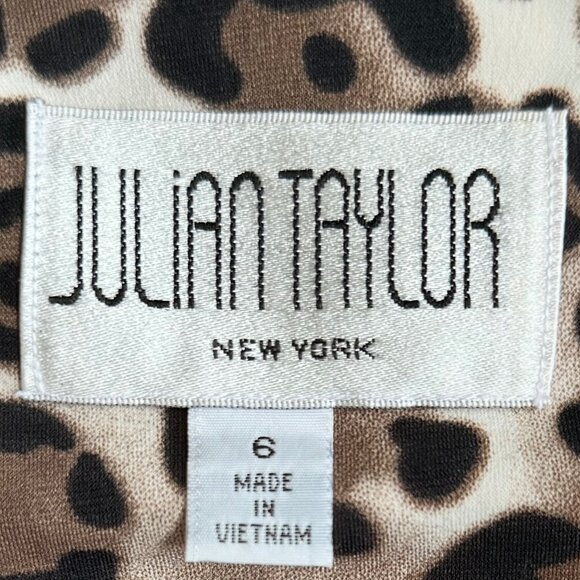 JULiAN TAYLOR
NEW YORK
6
MADE
IN
VIETNAM